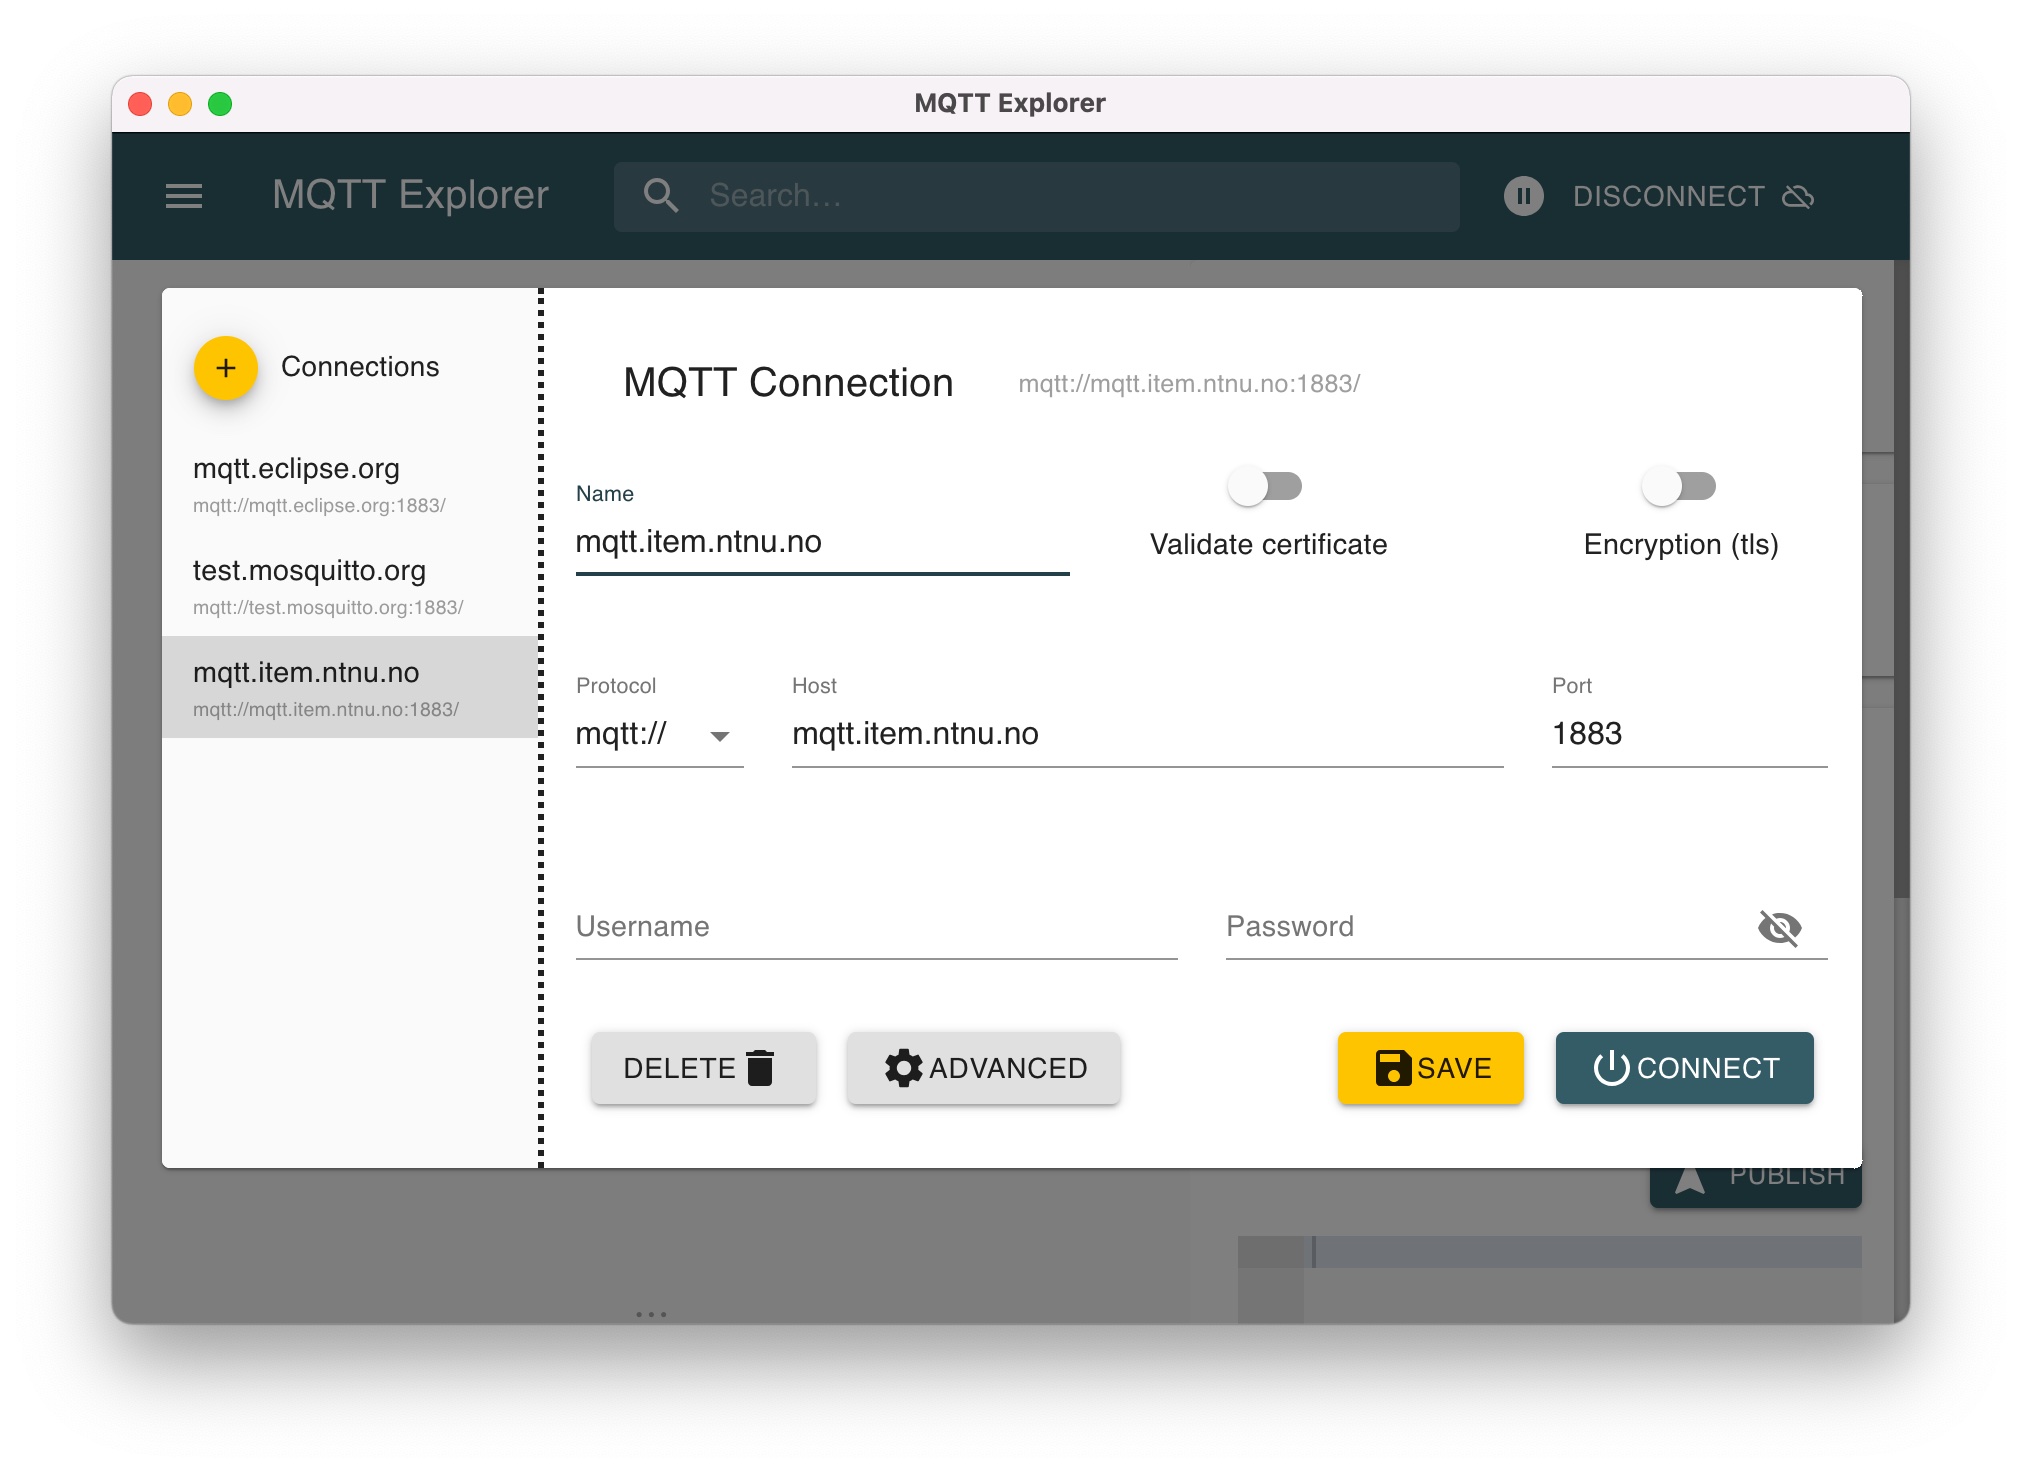 MQTT Explorer
MQTT Explorer
Search...
DISCONNECT
Connections
mqtt.eclipse.org
mqtt://mqtt.eclipse.org:1883/
test.mosquitto.org
mqtt://test.mosquitto.org:1883/
mqtt.item.ntnu.no
mqtt://mqtt.item.ntnu.no:1883/
MQTT Connection
mqtt://mqtt.item.ntnu.no:1883/
Name
mqtt.item.ntnu.no
Validate certificate
Encryption (tls)
Protocol
mqtt://
Host
mqtt.item.ntnu.no
Port
1883
Username
Password
DELETE
ADVANCED
SAVE
CONNECT
PUBLISH
...